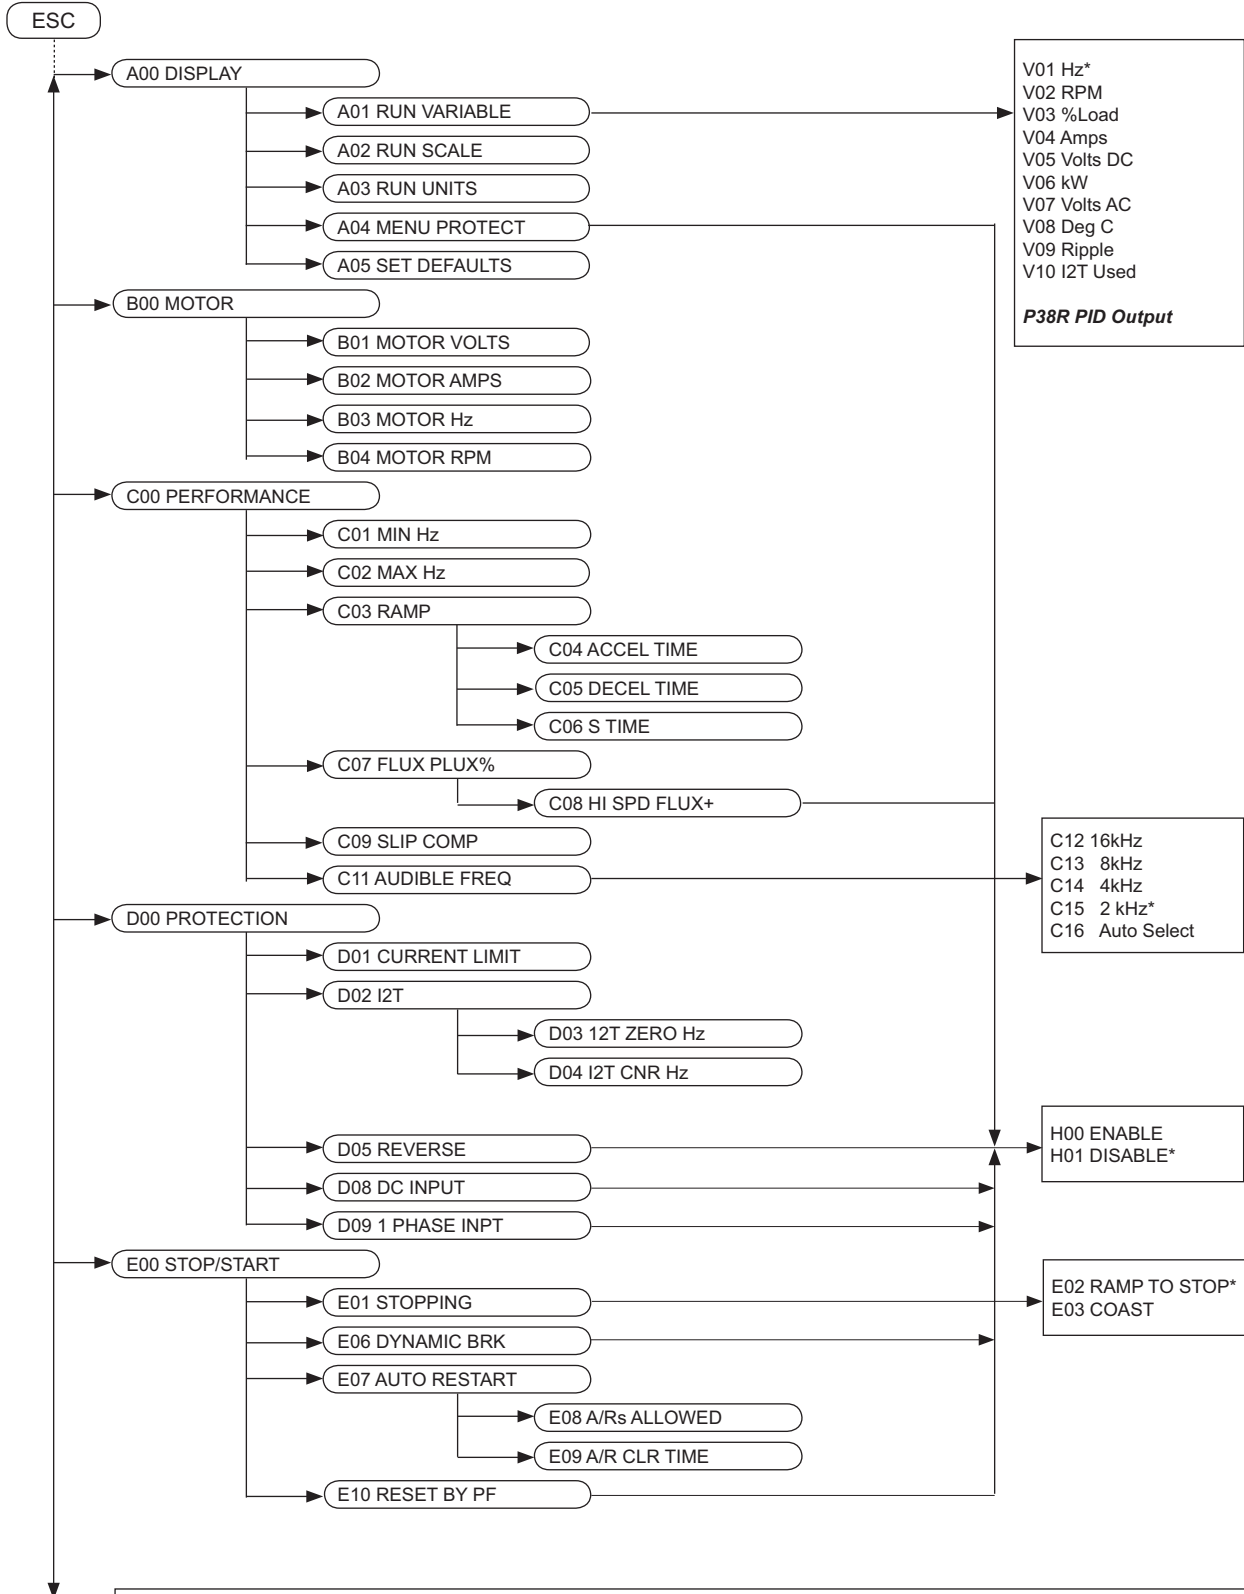 ESC
A00 DISPLAY
A01 RUN VARIABLE
A02 RUN SCALE
A03 RUN UNITS
A04 MENU PROTECT
A05 SET DEFAULTS
V01 Hz*
V02 RPM
V03 %Load
V04 Amps
V05 Volts DC
V06 kW
V07 Volts AC
V08 Deg C
V09 Ripple
V10 I2T Used
P38R PID Output
B00 MOTOR
B01 MOTOR VOLTS
B02 MOTOR AMPS
B03 MOTOR Hz
B04 MOTOR RPM
C00 PERFORMANCE
C01 MIN Hz
C02 MAX Hz
C03 RAMP
C04 ACCEL TIME
C05 DECEL TIME
C06 S TIME
C07 FLUX PLUX%
C08 HI SPD FLUX+
C09 SLIP COMP
C11 AUDIBLE FREQ
C12 16kHz
C13 8kHz
C14 4kHz
C15 2 kHz*
C16 Auto Select
D00 PROTECTION
D01 CURRENT LIMIT
D02 I2T
D03 12T ZERO Hz
D04 I2T CNR Hz
D05 REVERSE
D08 DC INPUT
D09 1 PHASE INPT
H00 ENABLE
H01 DISABLE*
E00 STOP/START
E01 STOPPING
E02 RAMP TO STOP*
E03 COAST
E06 DYNAMIC BRK
E07 AUTO RESTART
E08 A/Rs ALLOWED
E09 A/R CLR TIME
E10 RESET BY PF